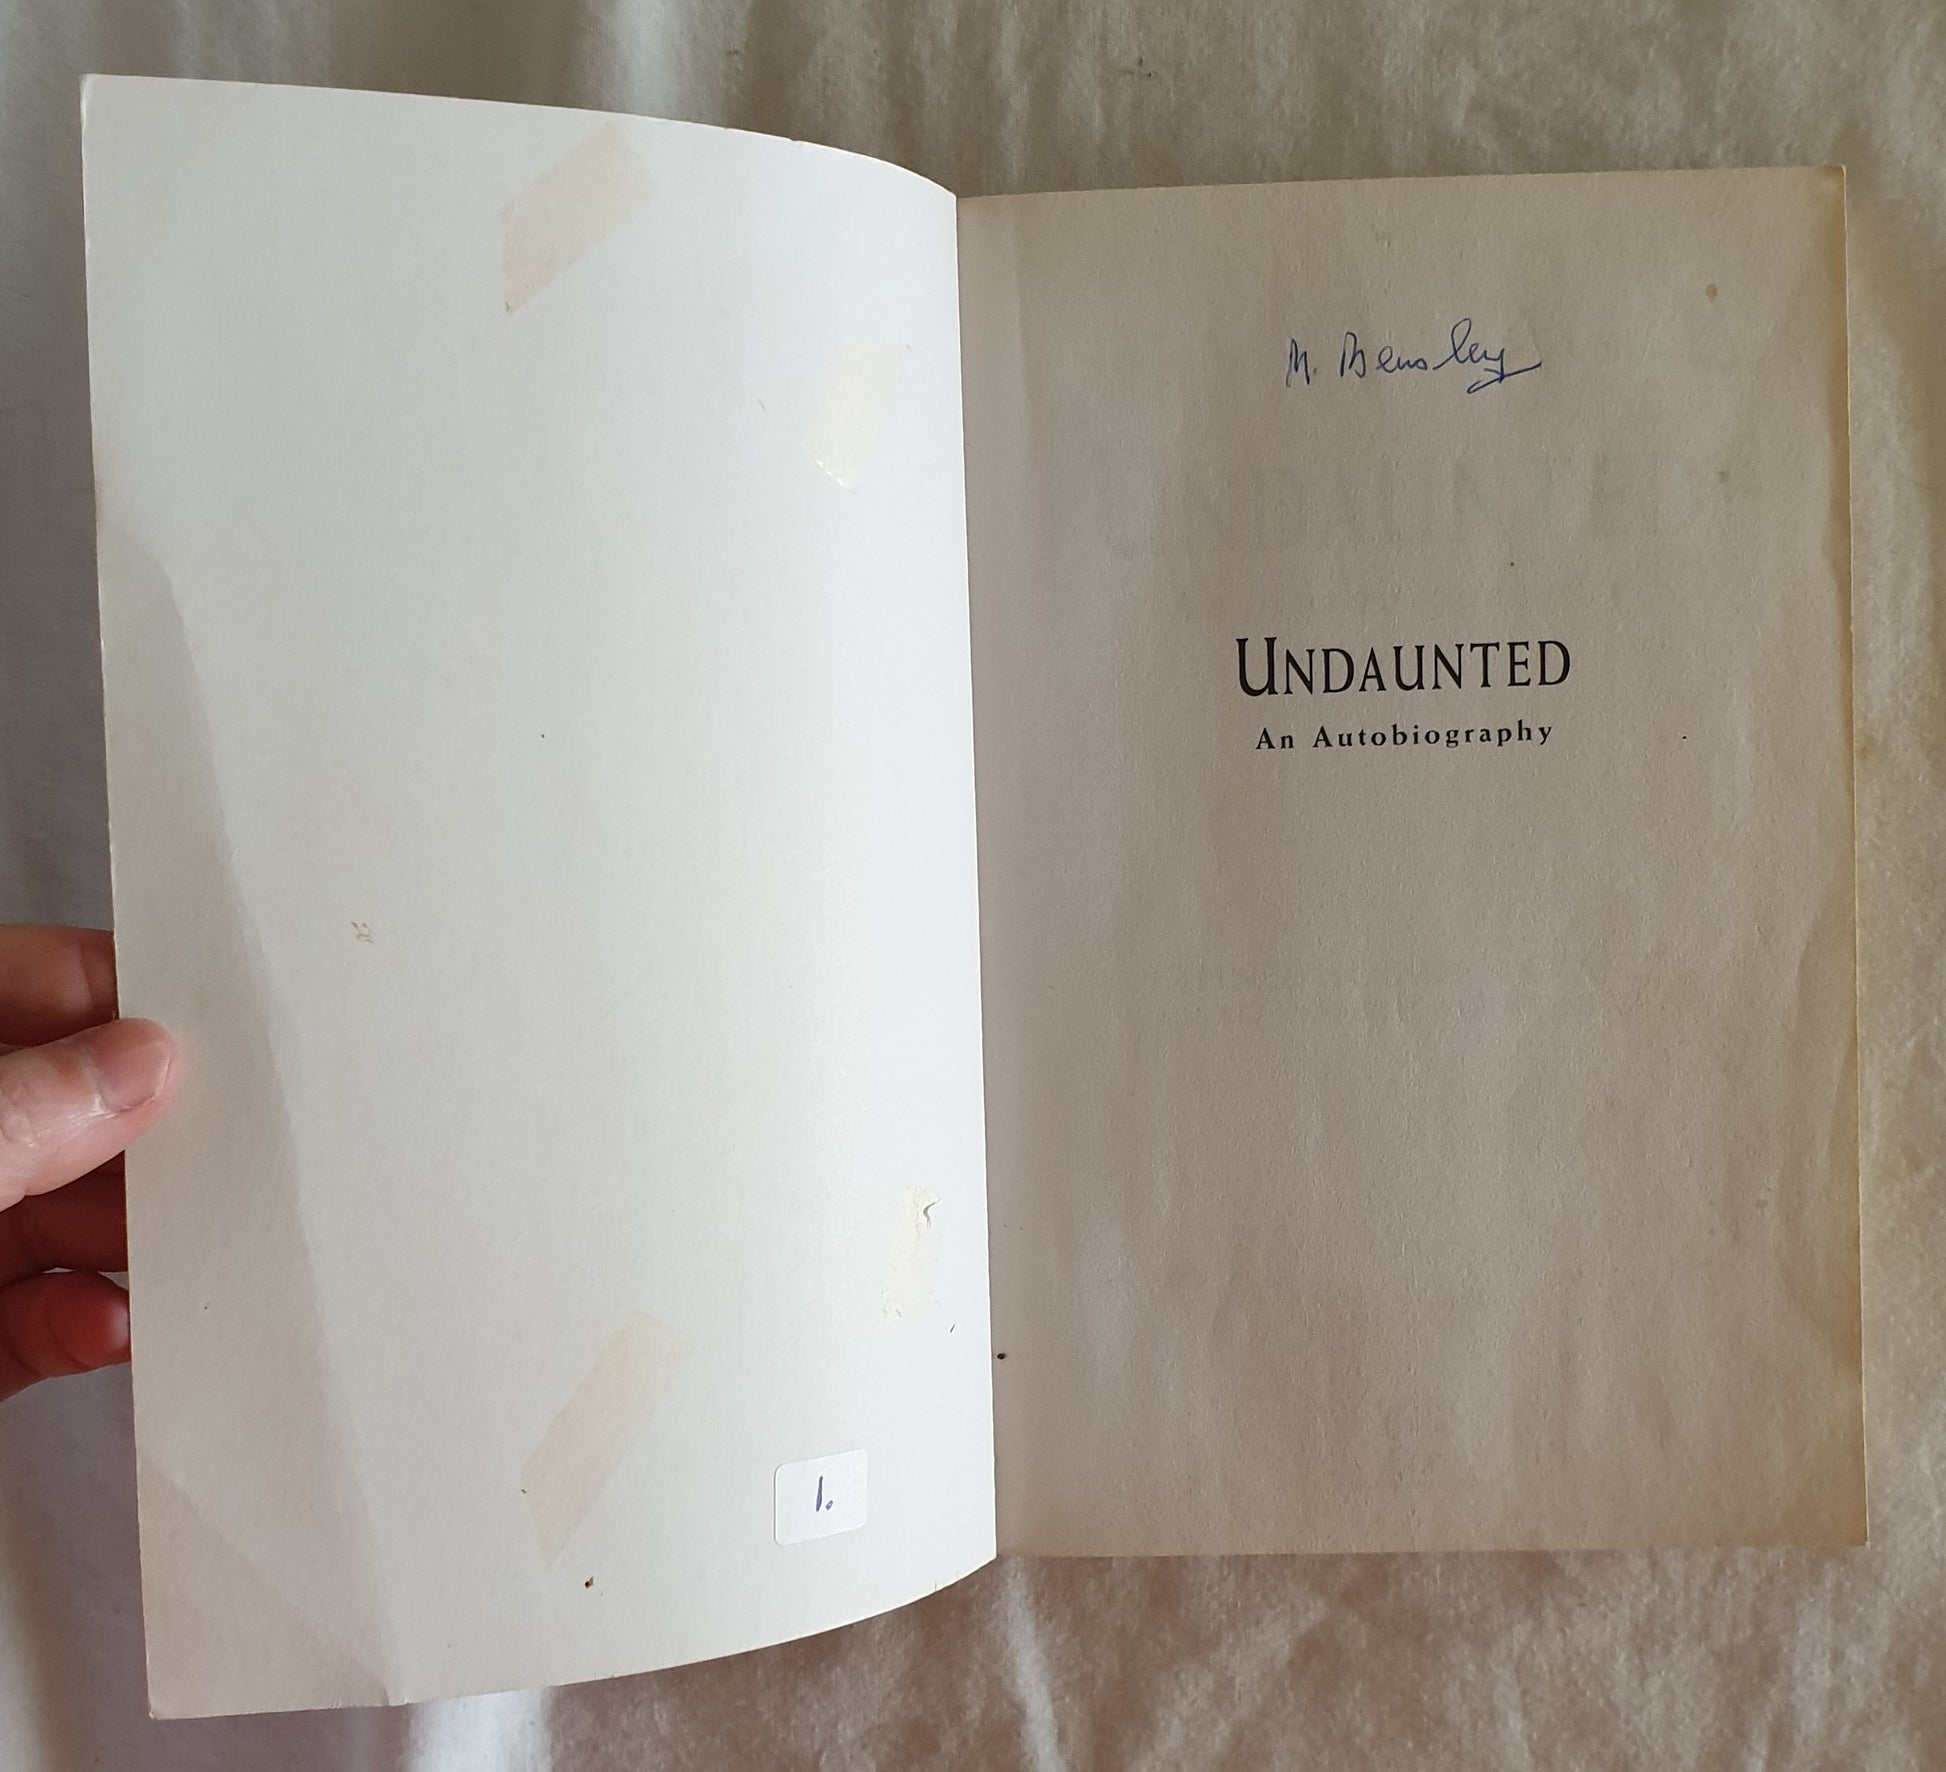 1.
M. Bensley
UNDAUNTED
An Autobiography